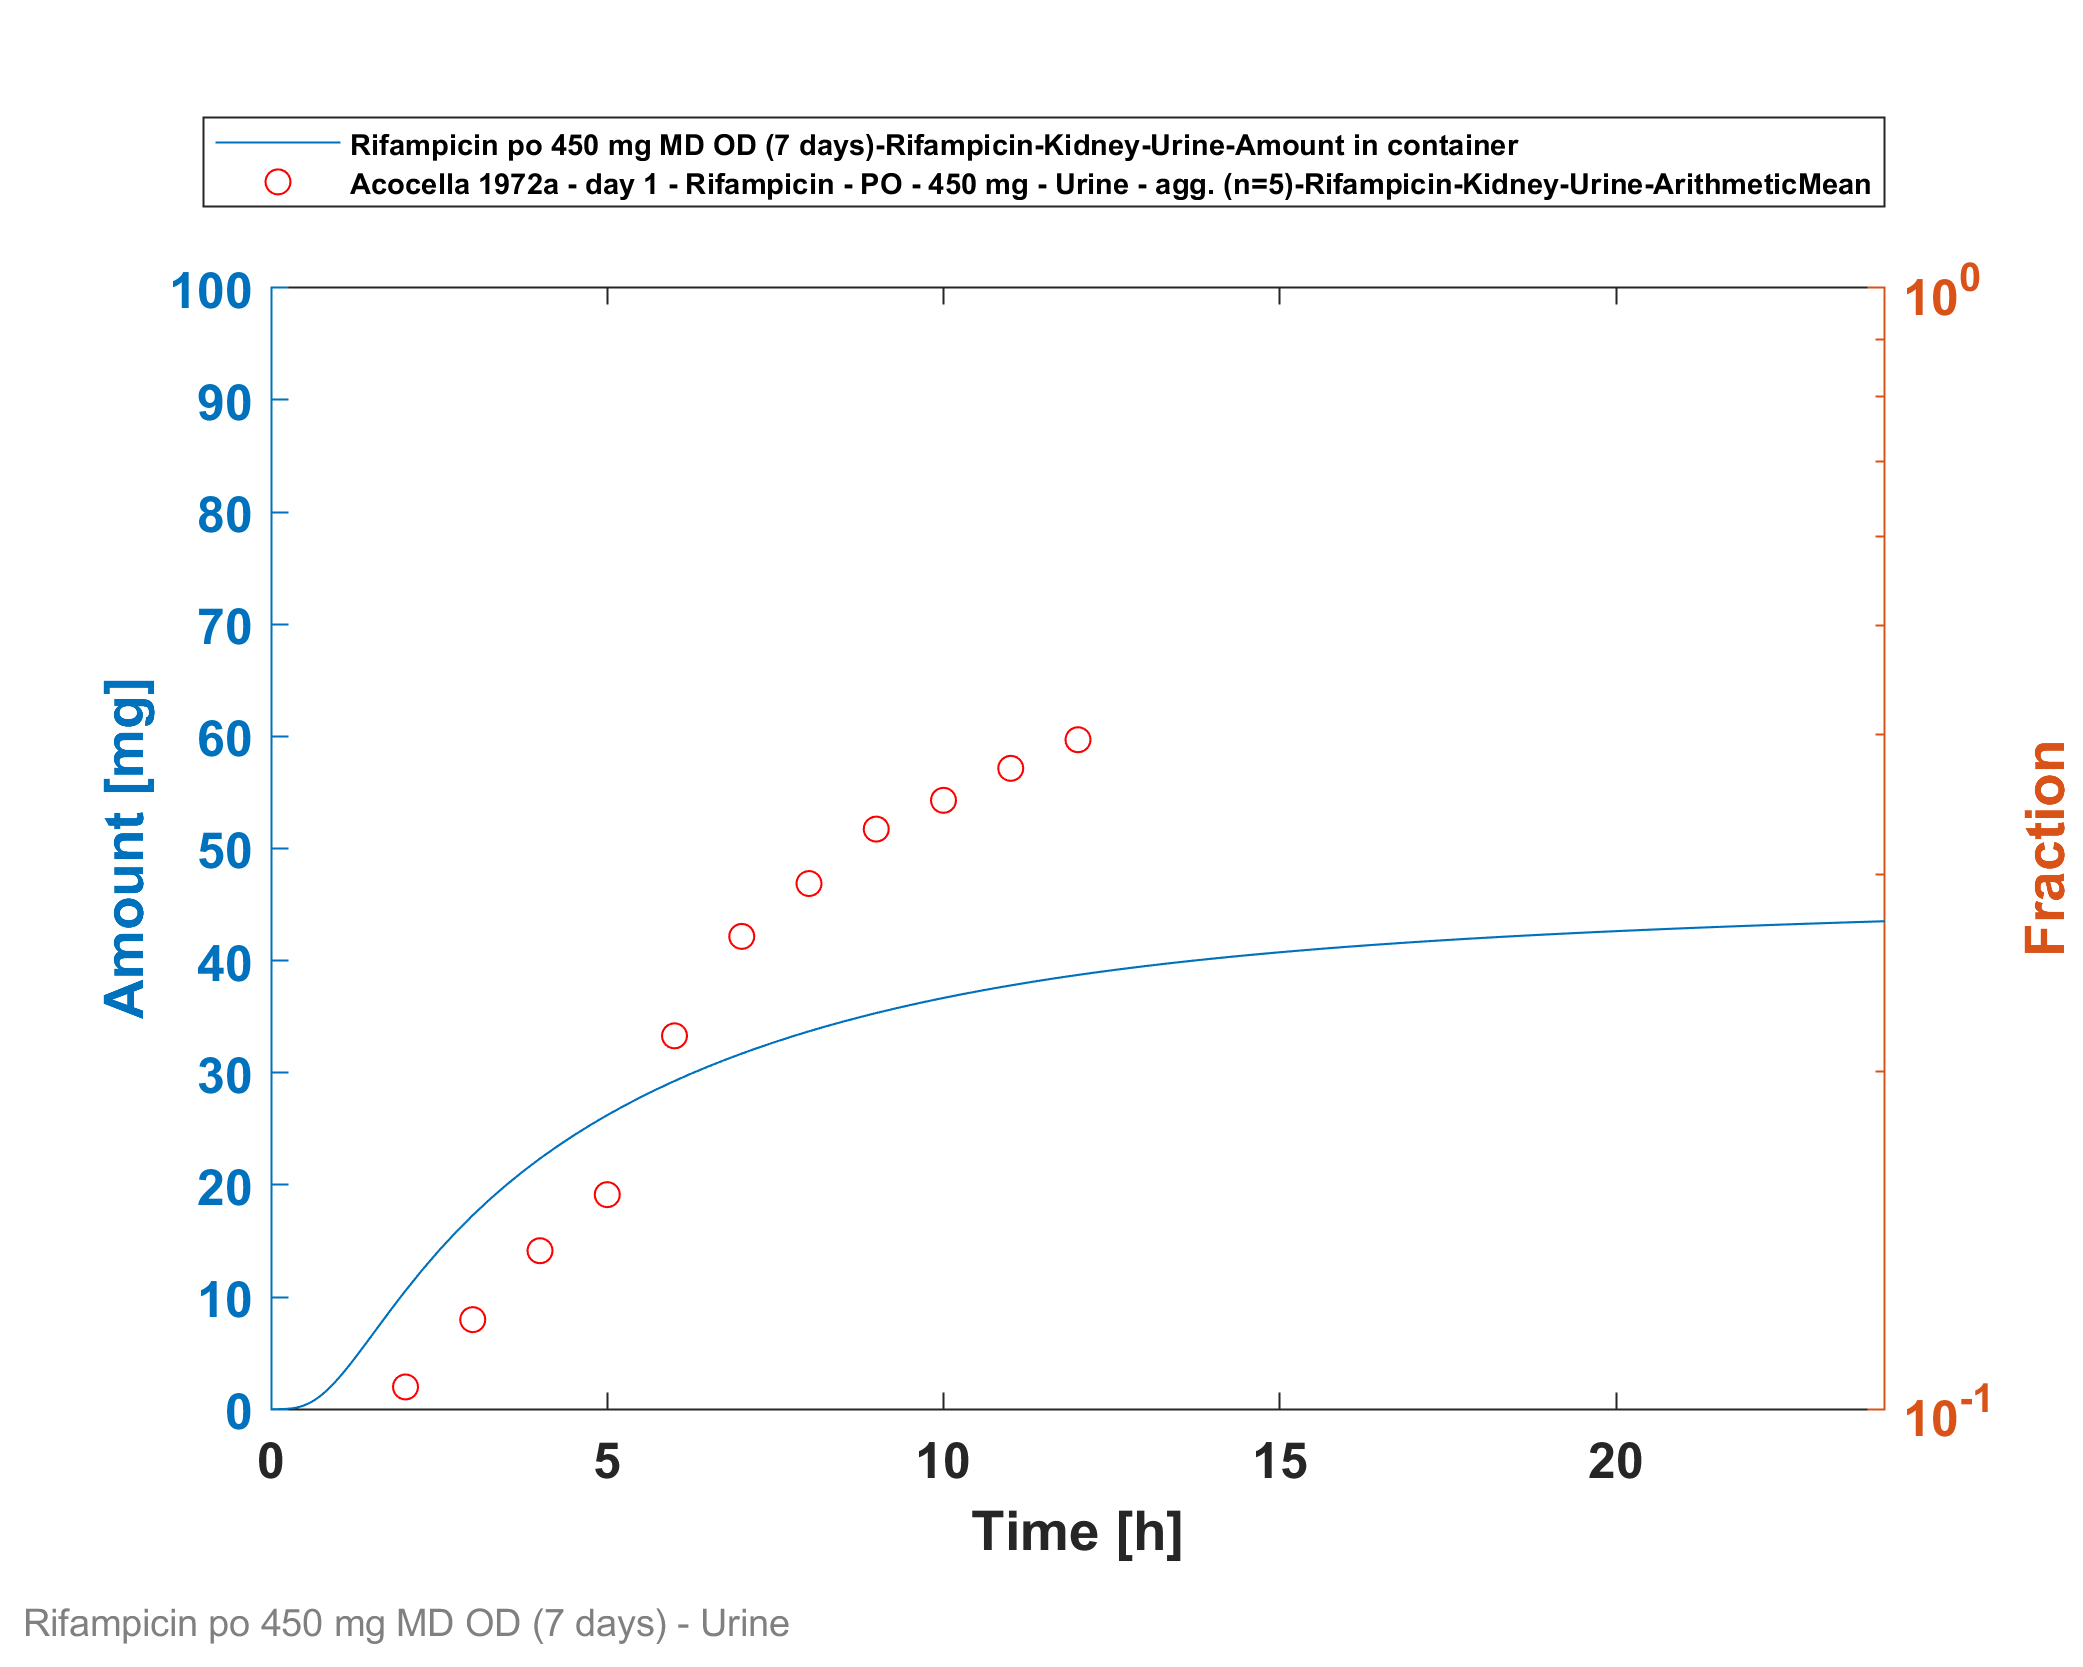 Rifampicin po 450 mg MD OD (7 days)-Rifampicin-Kidney-Urine-Amount in container
Acocella 1972a - day 1 - Rifampicin - PO - 450 mg - Urine - agg. (n=5)-Rifampicin-Kidney-Urine-ArithmeticMean
100
90
80
70
60
50
40
30
20
10
0
Amount [mg]
10^0
10^-1
Fraction
0 5 10 15 20
Time [h]
Rifampicin po 450 mg MD OD (7 days) - Urine